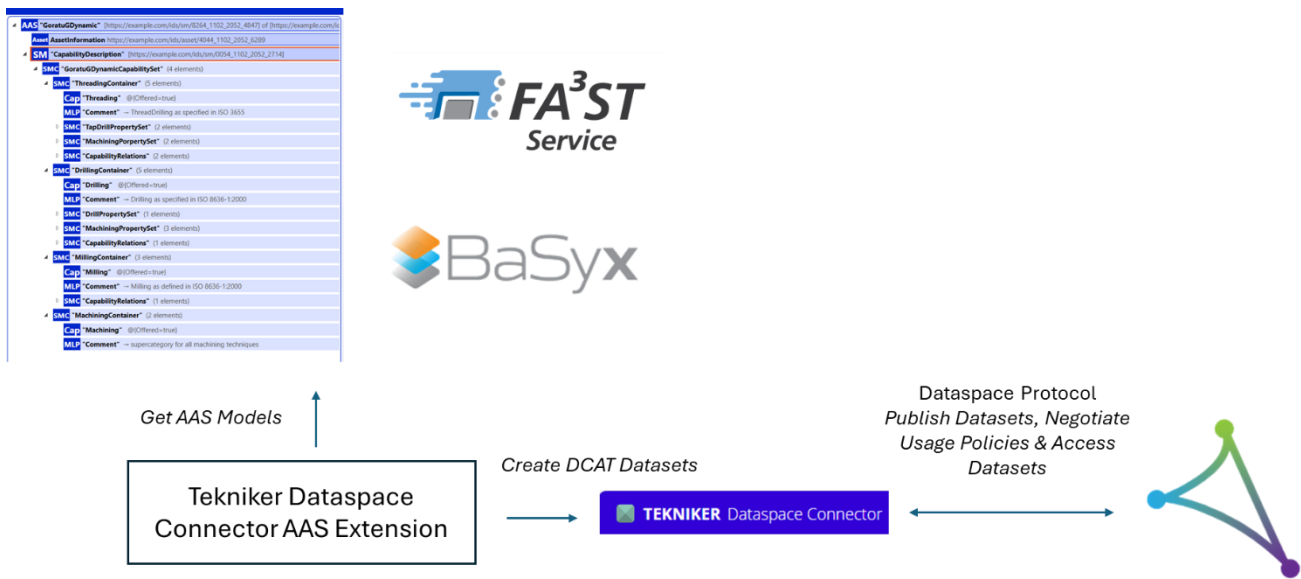 AAS "GoratuGDynamic" [https://example.com/ids/sm/8264_1102_2052_4847] of [https://example.com/ic
Asset AssetInformation https://example.com/ids/asset/4044_1102_2052_6289
SM "CapabilityDescription" [https://example.com/ids/sm/0054_1102_2052_2714]
SMC "GoratuGDynamicCapabilitySet" (4 elements)
SMC "ThreadingContainer" (5 elements)
Cap "Threading" @{Offered=true}
MLP "Comment" → ThreadDrilling as specified in ISO 3655
SMC "TapDrillPropertySet" (2 elements)
SMC "MachiningPorpertySet" (2 elements)
SMC "CapabilityRelations" (2 elements)
SMC "DrillingContainer" (5 elements)
Cap "Drilling" @{Offered=true}
MLP "Comment" → Drilling as specified in ISO 8636-1:2000
SMC "DrillPropertySet" (1 elements)
SMC "MachiningPropertySet" (3 elements)
SMC "CapabilityRelations" (1 elements)
SMC "MillingContainer" (3 elements)
Cap "Milling" @{Offered=true}
MLP "Comment" → Milling as defined in ISO 8636-1:2000
SMC "CapabilityRelations" (1 elements)
SMC "MachiningContainer" (2 elements)
Cap "Machining" @{Offered=true}
MLP "Comment" → supercategory for all machining techniques
FA³ST
Service
BaSyx
Get AAS Models
Tekniker Dataspace
Connector AAS Extension
Create DCAT Datasets
TEKNIKER Dataspace Connector
Dataspace Protocol
Publish Datasets, Negotiate
Usage Policies & Access
Datasets